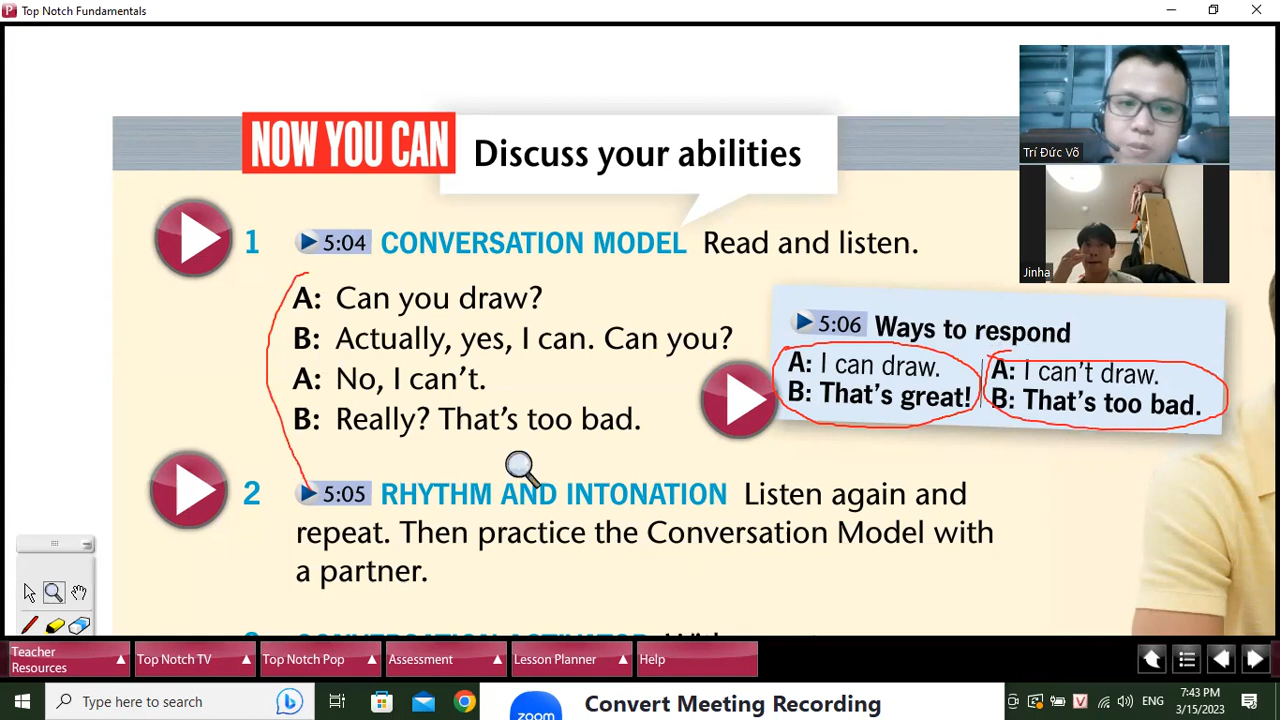 Top Notch Fundamentals
NOW YOU CAN
Discuss your abilities
Trí Đức Võ
Jinha
1 5:04 CONVERSATION MODEL Read and listen.
A: Can you draw?
B: Actually, yes, I can. Can you?
A: No, I can't.
B: Really? That's too bad.
5:06 Ways to respond
A: I can draw.
B: That's great!
A: I can't draw.
B: That's too bad.
2 5:05 RHYTHM AND INTONATION Listen again and
repeat. Then practice the Conversation Model with
a partner.
3 CONVERSATION ACTIVATOR With
Teacher
Resources
Top Notch TV
Top Notch Pop
Assessment
Lesson Planner
Help
Type here to search
zoom
Convert Meeting Recording
V
ENG
7:43 PM
3/15/2023